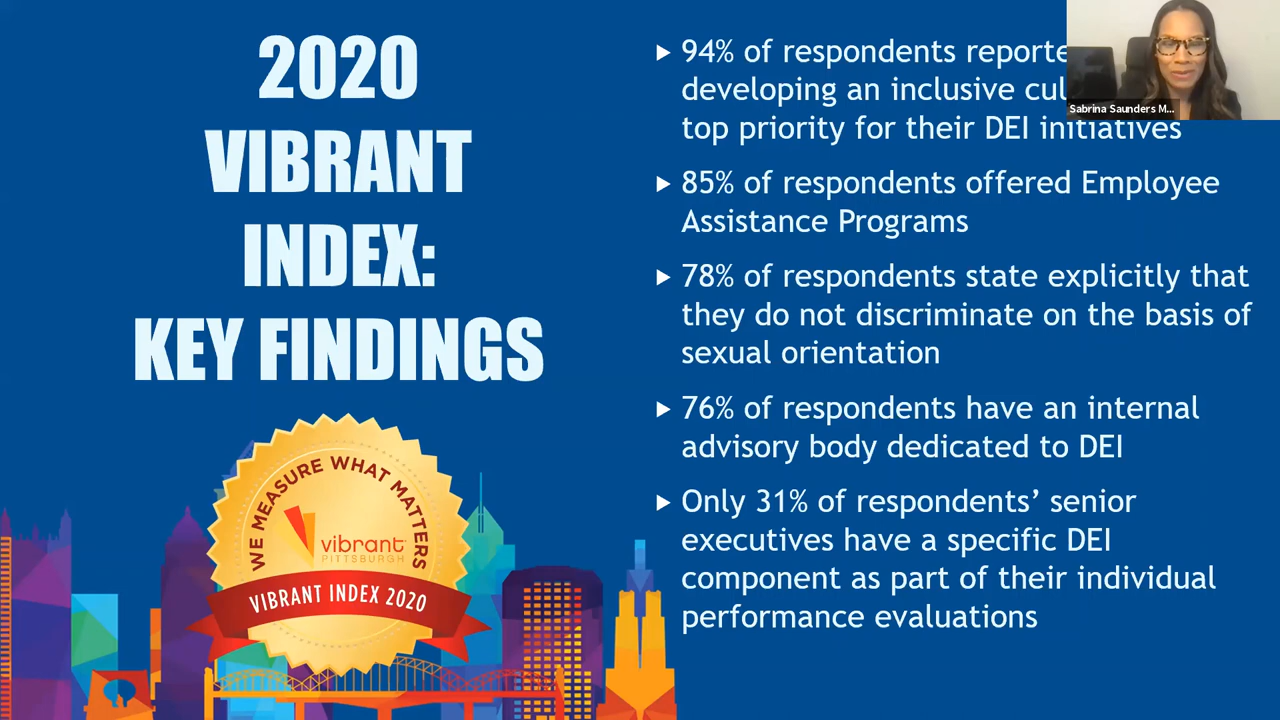 2020
VIBRANT
INDEX:
KEY FINDINGS
WE MEASURE WHAT MATTERS
vibrant
PITTSBURGH
VIBRANT INDEX 2020
94% of respondents
developing an inclusive
top priority for their DEI initiatives
85% of respondents offered Employee
Assistance Programs
78% of respondents state explicitly that
they do not discriminate on the basis of
sexual orientation
76% of respondents have an internal
advisory body dedicated to DEI
Only 31% of respondents’ senior
executives have a specific DEI
component as part of their individual
performance evaluations
Sabrina Saunders M...